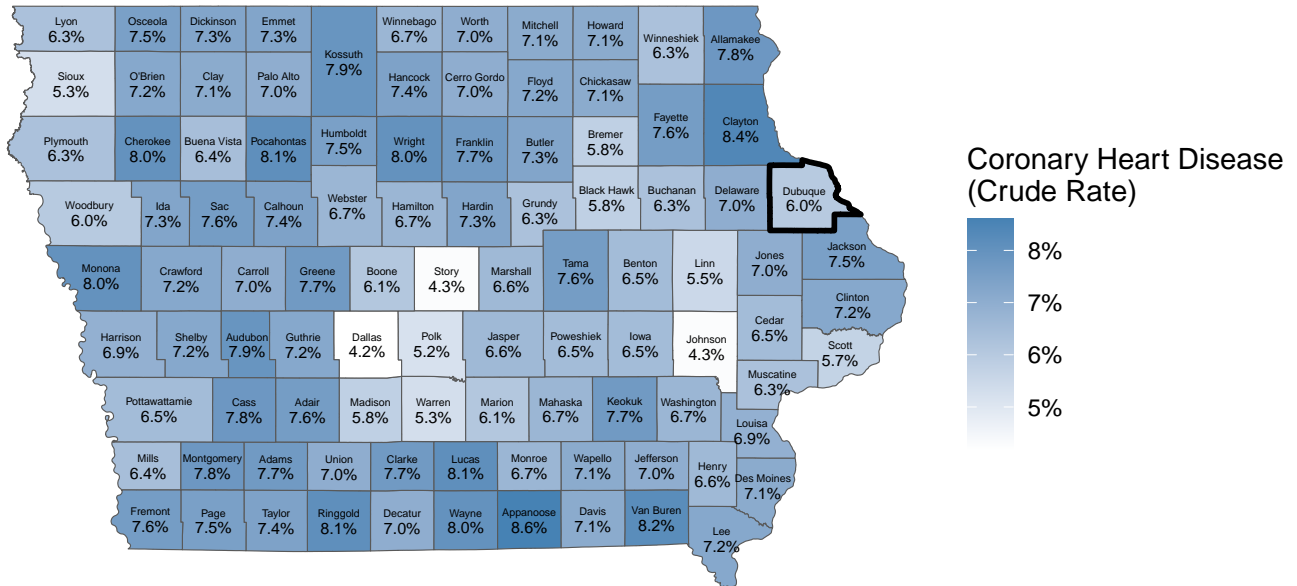 Lyon
6.3%
Osceola
7.5%
Dickinson
7.3%
Emmet
7.3%
Kossuth
7.9%
Winnebago
6.7%
Worth
7.0%
Mitchell
7.1%
Howard
7.1%
Winneshiek
6.3%
Allamakee
7.8%
Sioux
5.3%
O'Brien
7.2%
Clay
7.1%
Palo Alto
7.0%
Hancock
7.4%
Cerro Gordo
7.0%
Floyd
7.2%
Chickasaw
7.1%
Fayette
7.6%
Clayton
8.4%
Plymouth
6.3%
Cherokee
8.0%
Buena Vista
6.4%
Pocahontas
8.1%
Humboldt
7.5%
Wright
8.0%
Franklin
7.7%
Butler
7.3%
Bremer
5.8%
Woodbury
6.0%
Ida
7.3%
Sac
7.6%
Calhoun
7.4%
Webster
6.7%
Hamilton
6.7%
Hardin
7.3%
Grundy
6.3%
Black Hawk
5.8%
Buchanan
6.3%
Delaware
7.0%
Dubuque
6.0%
Monona
8.0%
Crawford
7.2%
Carroll
7.0%
Greene
7.7%
Boone
6.1%
Story
4.3%
Marshall
6.6%
Tama
7.6%
Benton
6.5%
Linn
5.5%
Jones
7.0%
Jackson
7.5%
Clinton
7.2%
Harrison
6.9%
Shelby
7.2%
Audubon
7.9%
Guthrie
7.2%
Dallas
4.2%
Polk
5.2%
Jasper
6.6%
Poweshiek
6.5%
Iowa
6.5%
Johnson
4.3%
Cedar
6.5%
Scott
5.7%
Muscatine
6.3%
Pottawattamie
6.5%
Cass
7.8%
Adair
7.6%
Madison
5.8%
Warren
5.3%
Marion
6.1%
Mahaska
6.7%
Keokuk
7.7%
Washington
6.7%
Louisa
6.9%
Mills
6.4%
Montgomery
7.8%
Adams
7.7%
Union
7.0%
Clarke
7.7%
Lucas
8.1%
Monroe
6.7%
Wapello
7.1%
Jefferson
7.0%
Henry
6.6%
Des Moines
7.1%
Fremont
7.6%
Page
7.5%
Taylor
7.4%
Ringgold
8.1%
Decatur
7.0%
Wayne
8.0%
Appanoose
8.6%
Davis
7.1%
Van Buren
8.2%
Lee
7.2%
Coronary Heart Disease
(Crude Rate)
8%
7%
6%
5%